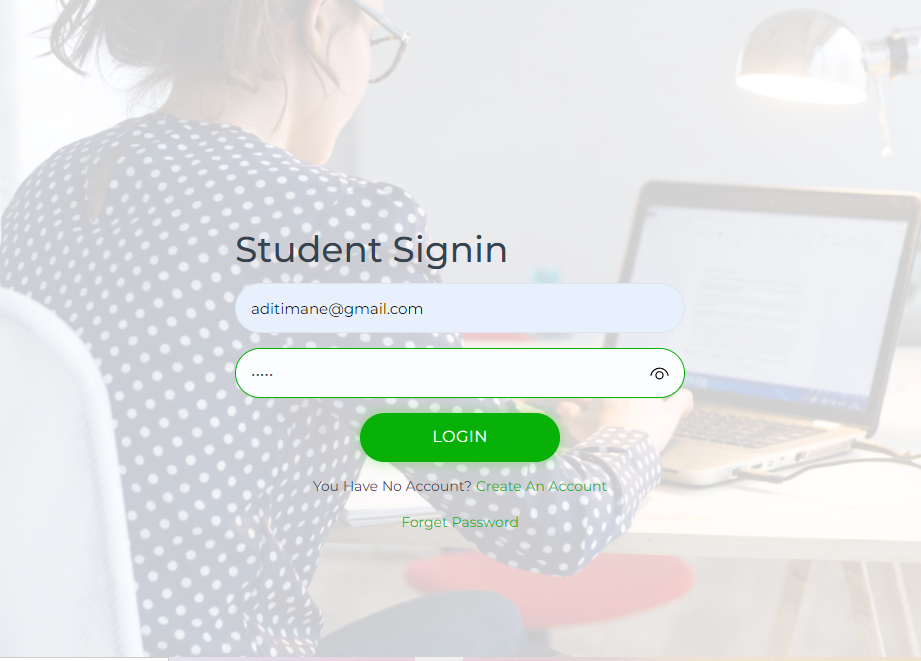 Student Signin
aditimane@gmail.com
•••••
LOGIN
You Have No Account? Create An Account
Forget Password